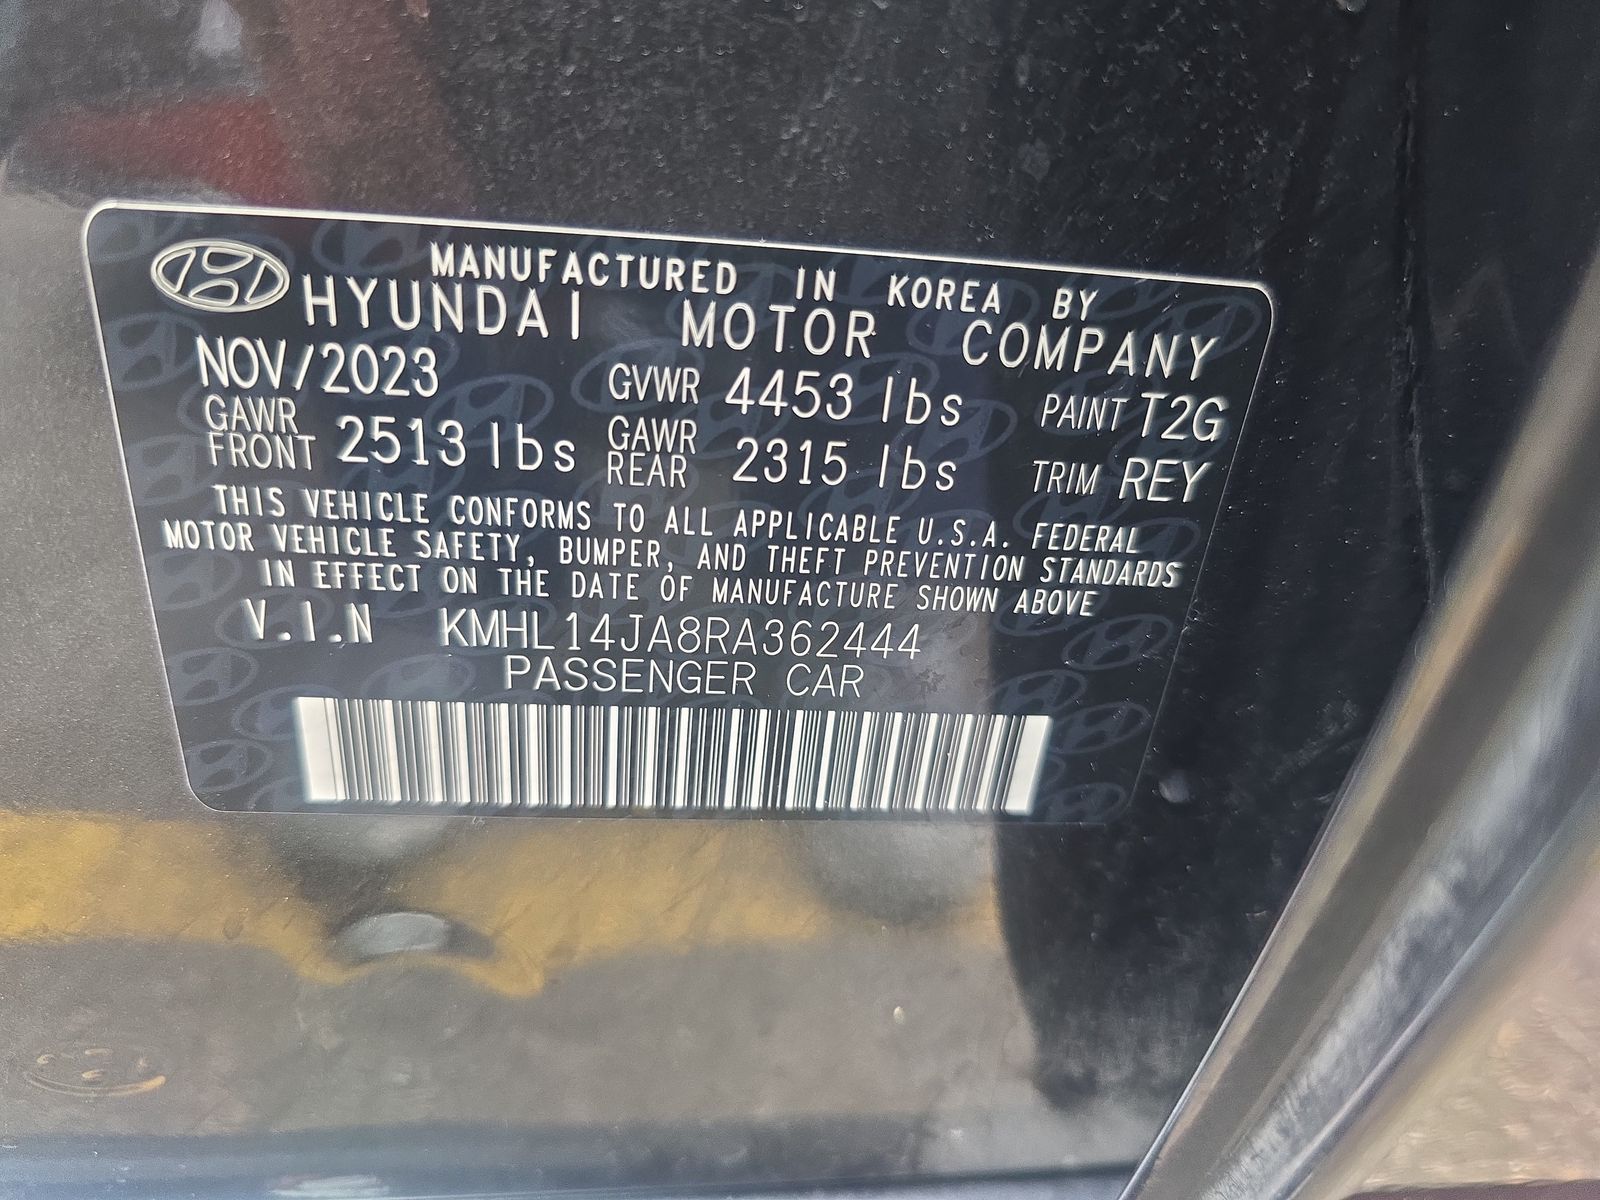 MANUFACTURED IN KOREA BY
HYUNDAI MOTOR COMPANY
NOV/2023 GVWR 4453 lbs PAINT T2G
GAWR FRONT 2513 lbs GAWR REAR 2315 lbs TRIM REY
THIS VEHICLE CONFORMS TO ALL APPLICABLE U.S.A. FEDERAL
MOTOR VEHICLE SAFETY, BUMPER, AND THEFT PREVENTION STANDARDS
IN EFFECT ON THE DATE OF MANUFACTURE SHOWN ABOVE
V.I.N KMHL14JA8RA362444
PASSENGER CAR